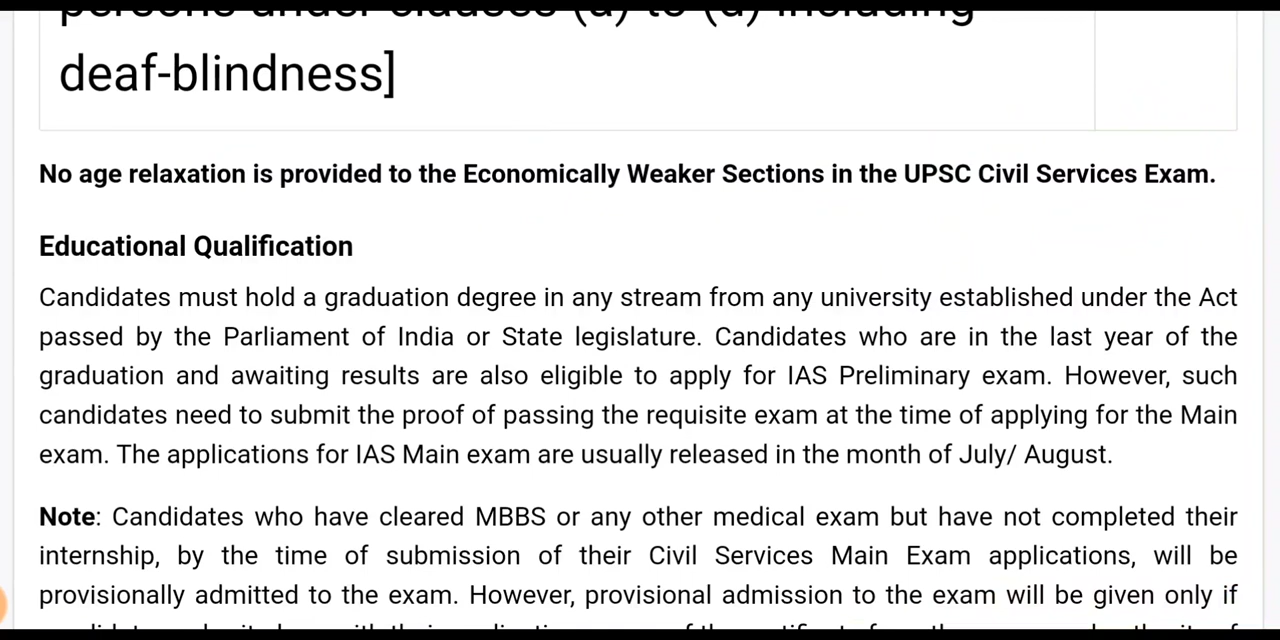 persons under clauses (a) to (d) including
deaf-blindness]
No age relaxation is provided to the Economically Weaker Sections in the UPSC Civil Services Exam.
Educational Qualification
Candidates must hold a graduation degree in any stream from any university established under the Act
passed by the Parliament of India or State legislature. Candidates who are in the last year of the
graduation and awaiting results are also eligible to apply for IAS Preliminary exam. However, such
candidates need to submit the proof of passing the requisite exam at the time of applying for the Main
exam. The applications for IAS Main exam are usually released in the month of July/ August.
Note: Candidates who have cleared MBBS or any other medical exam but have not completed their
internship, by the time of submission of their Civil Services Main Exam applications, will be
provisionally admitted to the exam. However, provisional admission to the exam will be given only if